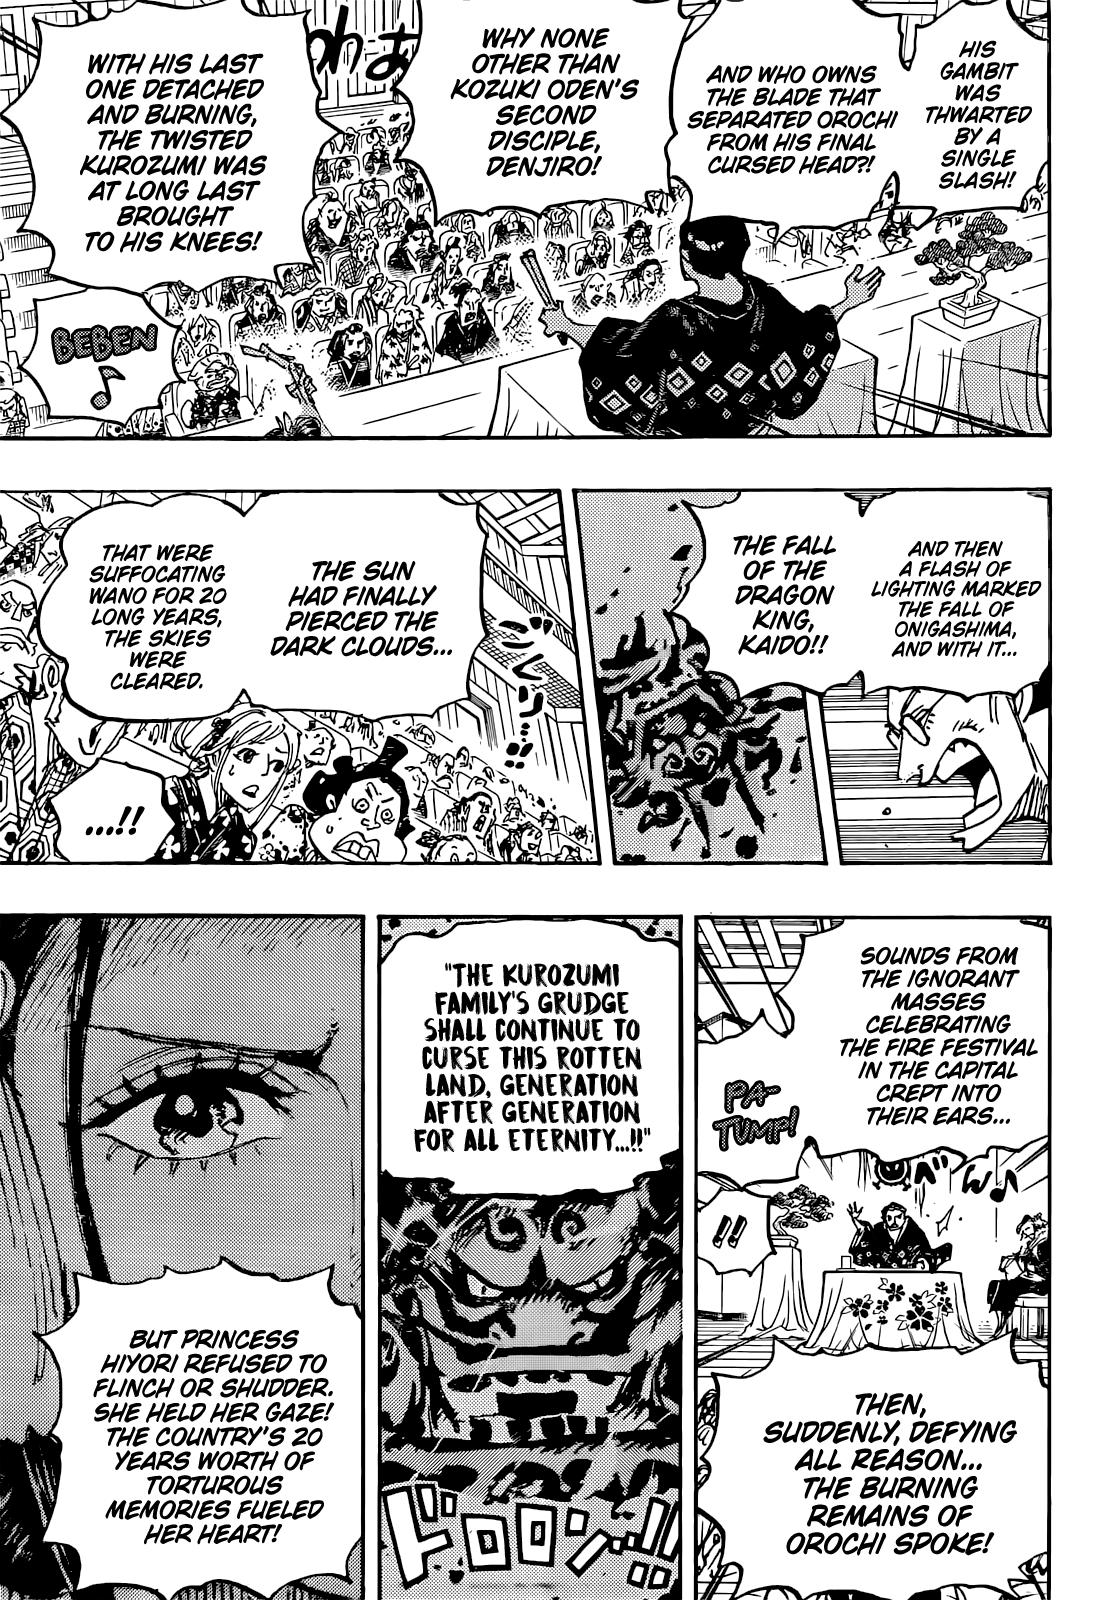 HIS
GAMBIT
WAS
THWARTED
BY A
SINGLE
SLASH!
AND WHO OWNS
THE BLADE THAT
SEPARATED OROCHI
FROM HIS FINAL
CURSED HEAD?!
WHY NONE
OTHER THAN
KOZUKI ODEN'S
SECOND
DISCIPLE,
DENJIRO!
WITH HIS LAST
ONE DETACHED
AND BURNING,
THE TWISTED
KUROZUMI WAS
AT LONG LAST
BROUGHT
TO HIS KNEES!
BEBEN
AND THEN
A FLASH OF
LIGHTING MARKED
THE FALL OF
ONIGASHIMA,
AND WITH IT...
THE FALL
OF THE
DRAGON
KING,
KAIDO!!
THE SUN
HAD FINALLY
PIERCED THE
DARK CLOUDS...
THAT WERE
SUFFOCATING
WANO FOR 20
LONG YEARS,
THE SKIES
WERE
CLEARED.
...!!
SOUNDS FROM
THE IGNORANT
MASSES
CELEBRATING
THE FIRE FESTIVAL
IN THE CAPITAL
CREPT INTO
THEIR EARS...
PA-
TUMP!
!!
THEN,
SUDDENLY, DEFYING
ALL REASON...
THE BURNING
REMAINS OF
OROCHI SPOKE!
"THE KUROZUMI
FAMILY'S GRUDGE
SHALL CONTINUE TO
CURSE THIS ROTTEN
LAND, GENERATION
AFTER GENERATION
FOR ALL ETERNITY...!!"
ドロロン!!
BUT PRINCESS
HIYORI REFUSED TO
FLINCH OR SHUDDER.
SHE HELD HER GAZE!
THE COUNTRY'S 20
YEARS WORTH OF
TORTUROUS
MEMORIES FUELED
HER HEART!